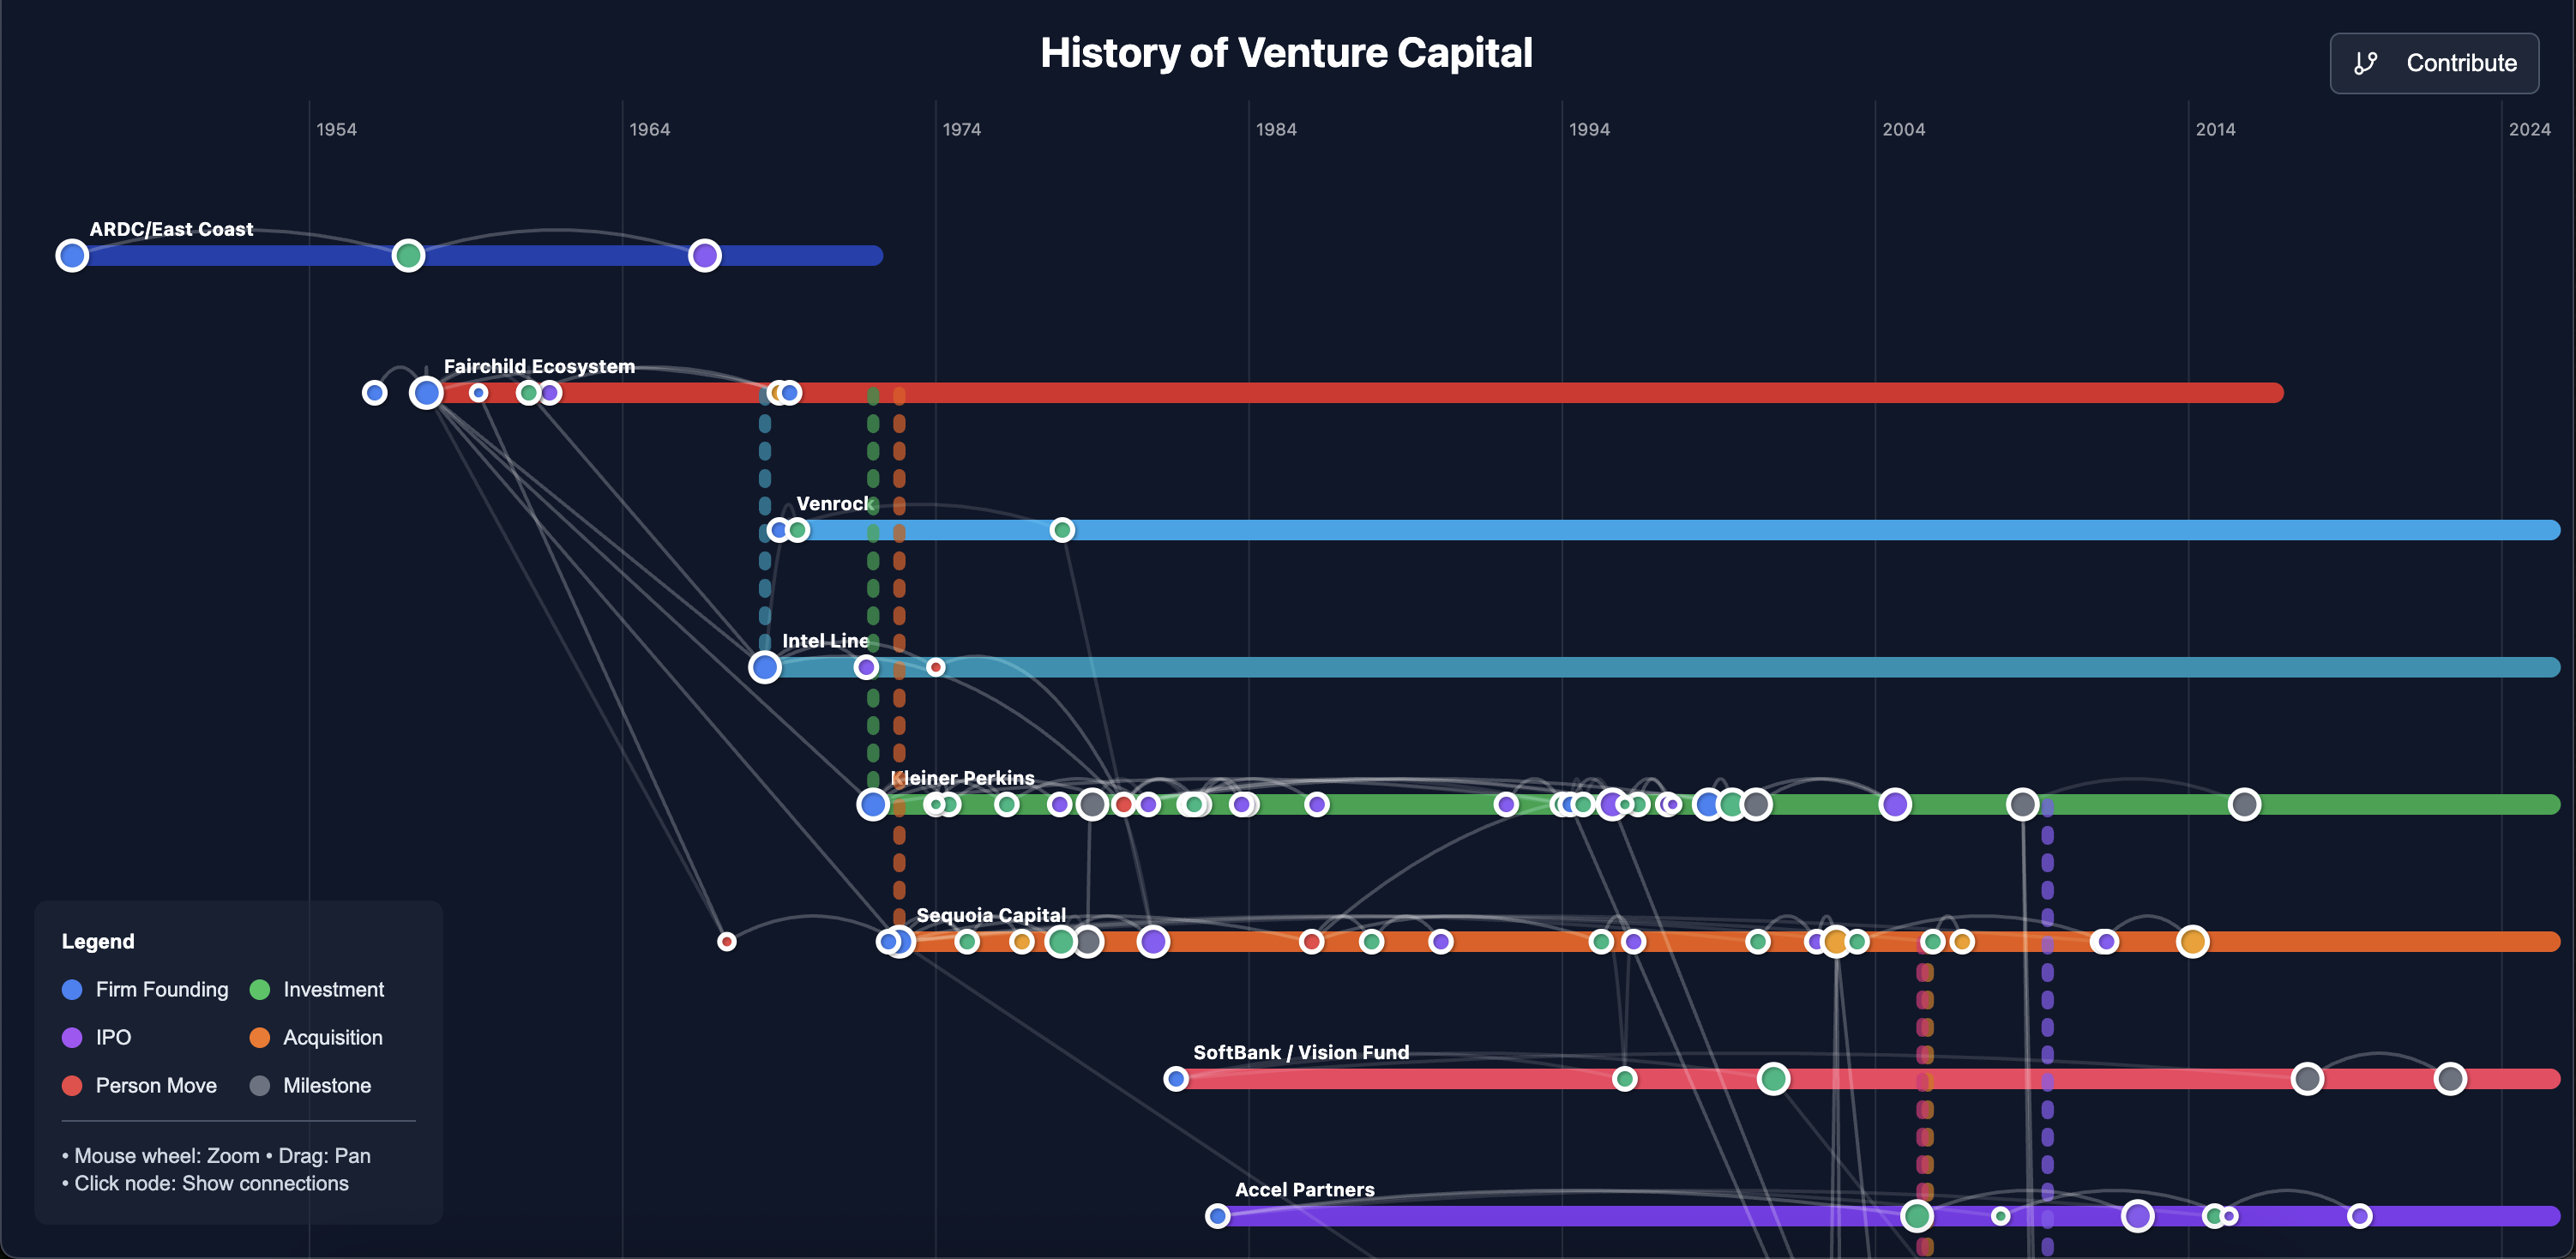 History of Venture Capital
Contribute
1954 1964 1974 1984 1994 2004 2014 2024
ARDC/East Coast
Fairchild Ecosystem
Venrock
Intel Line
Kleiner Perkins
Sequoia Capital
SoftBank / Vision Fund
Accel Partners
Legend
Firm Founding Investment
IPO Acquisition
Person Move Milestone
• Mouse wheel: Zoom • Drag: Pan
• Click node: Show connections